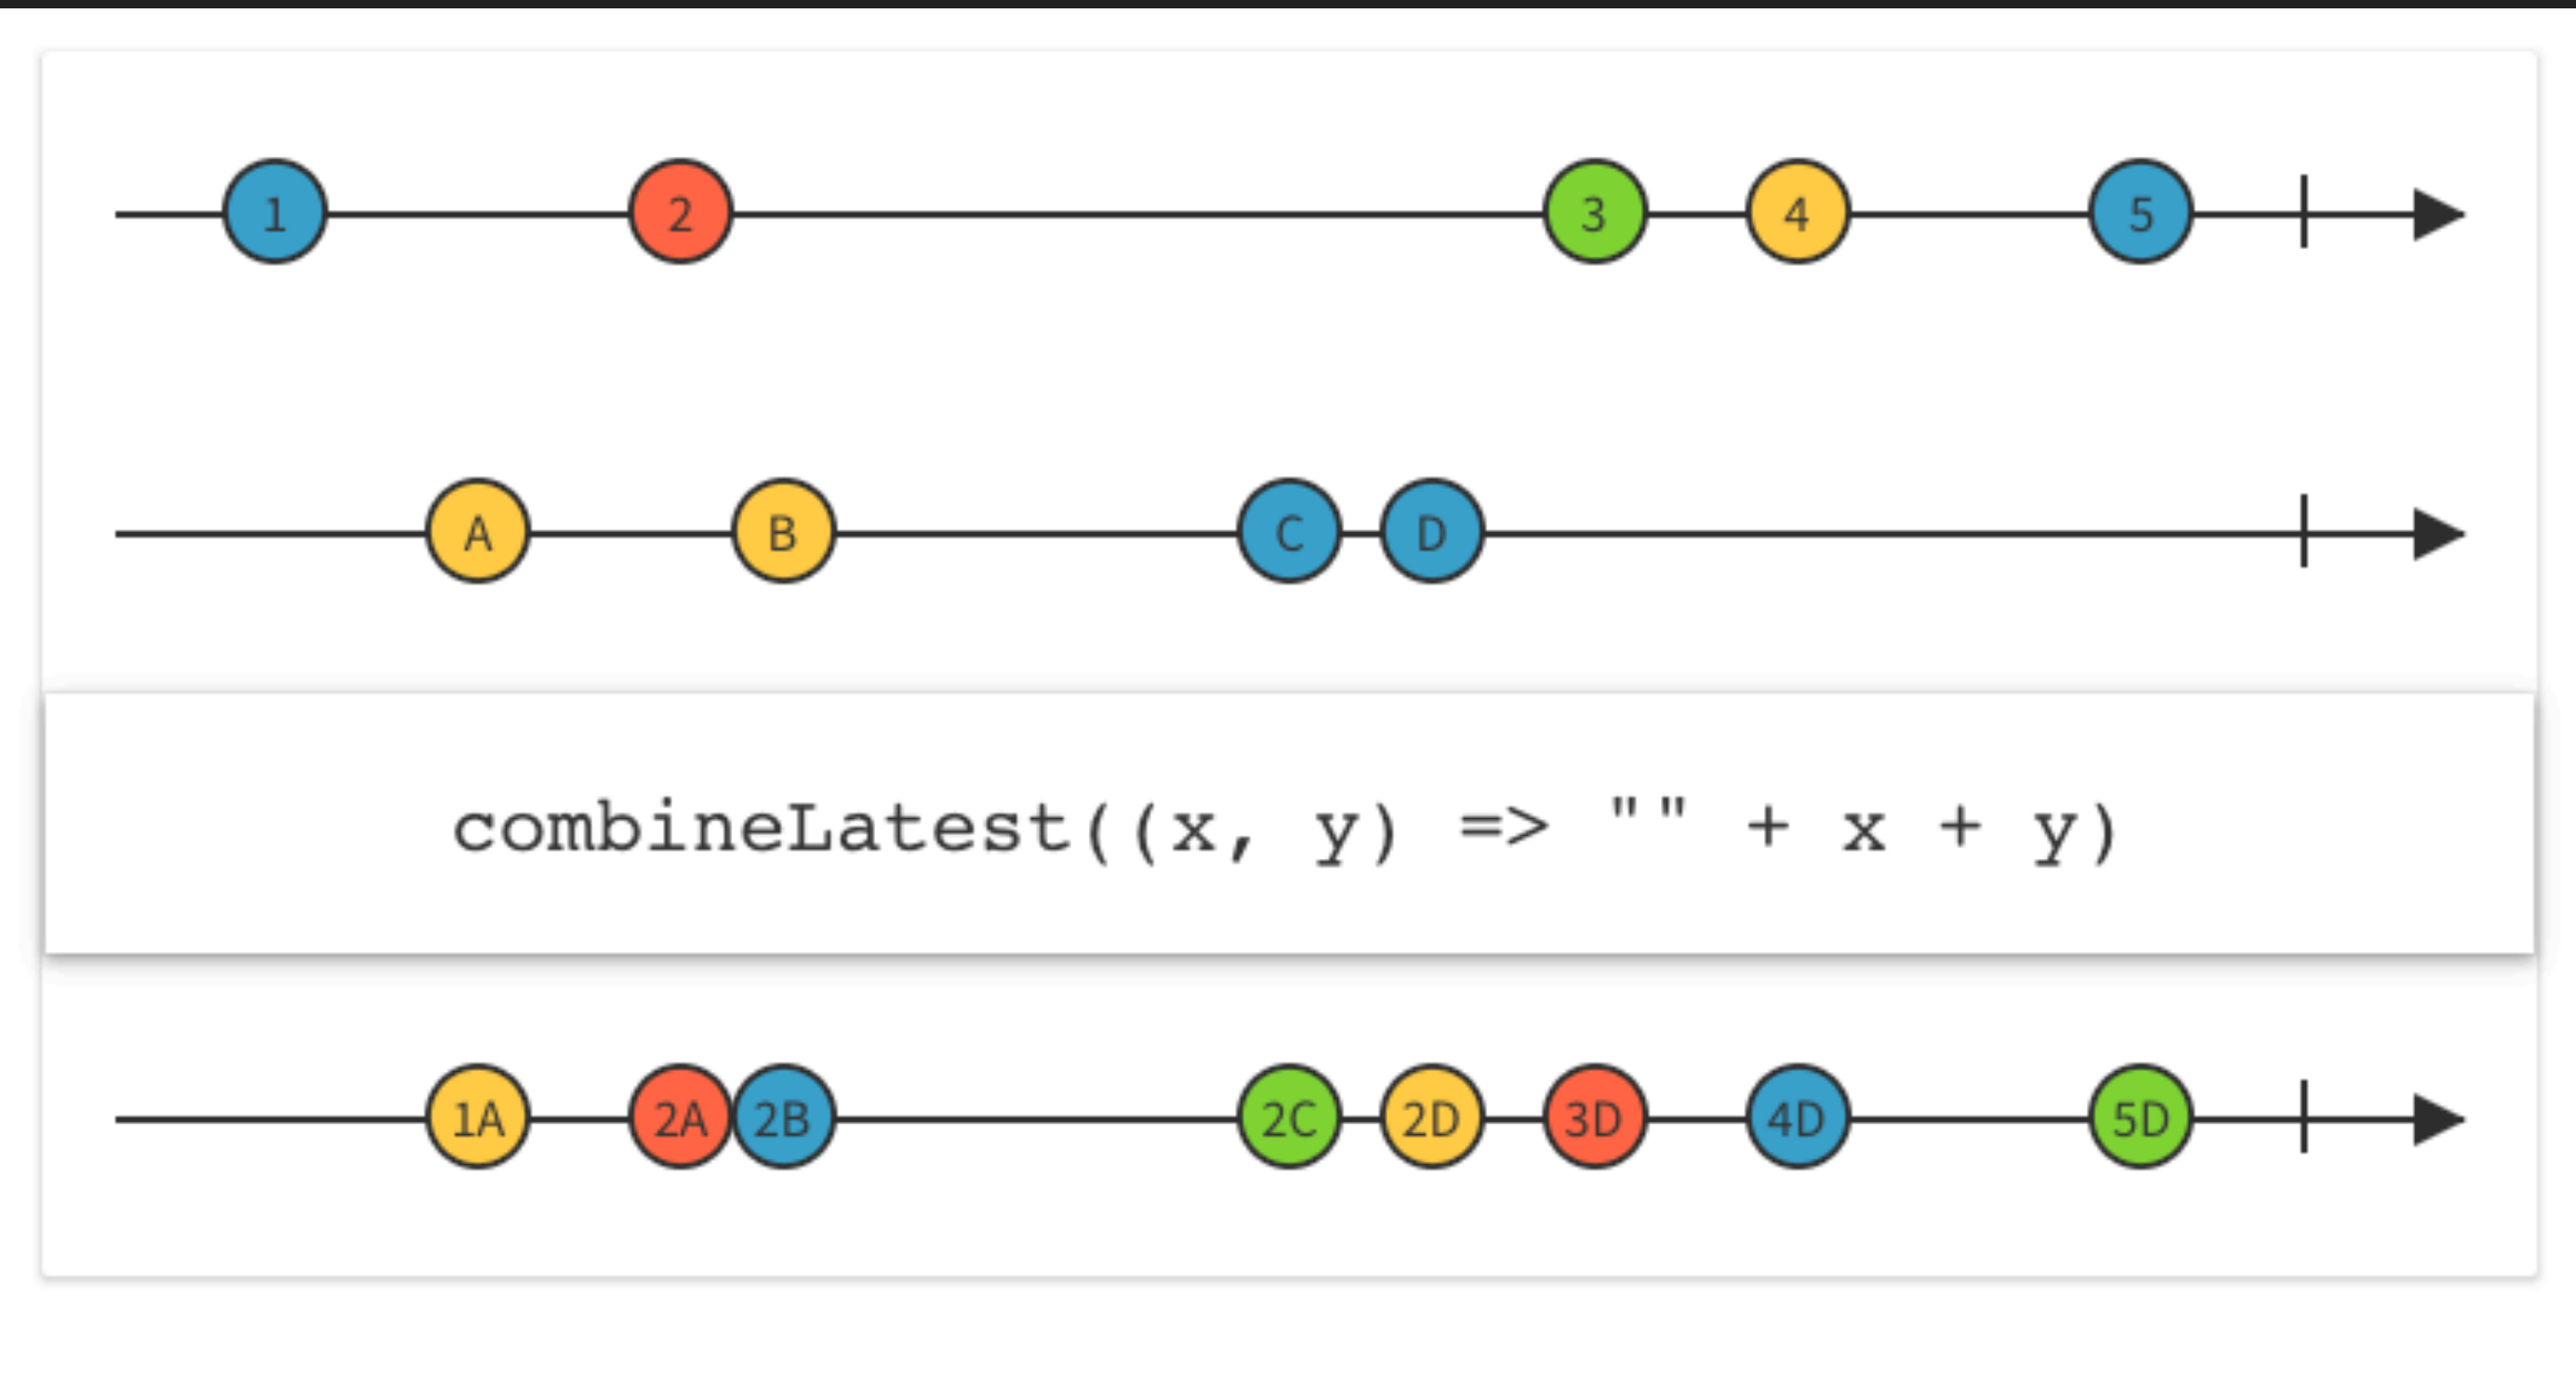 1 2 3 4 5
A B C D
combineLatest((x, y) => "" + x + y)
1A 2A 2B 2C 2D 3D 4D 5D